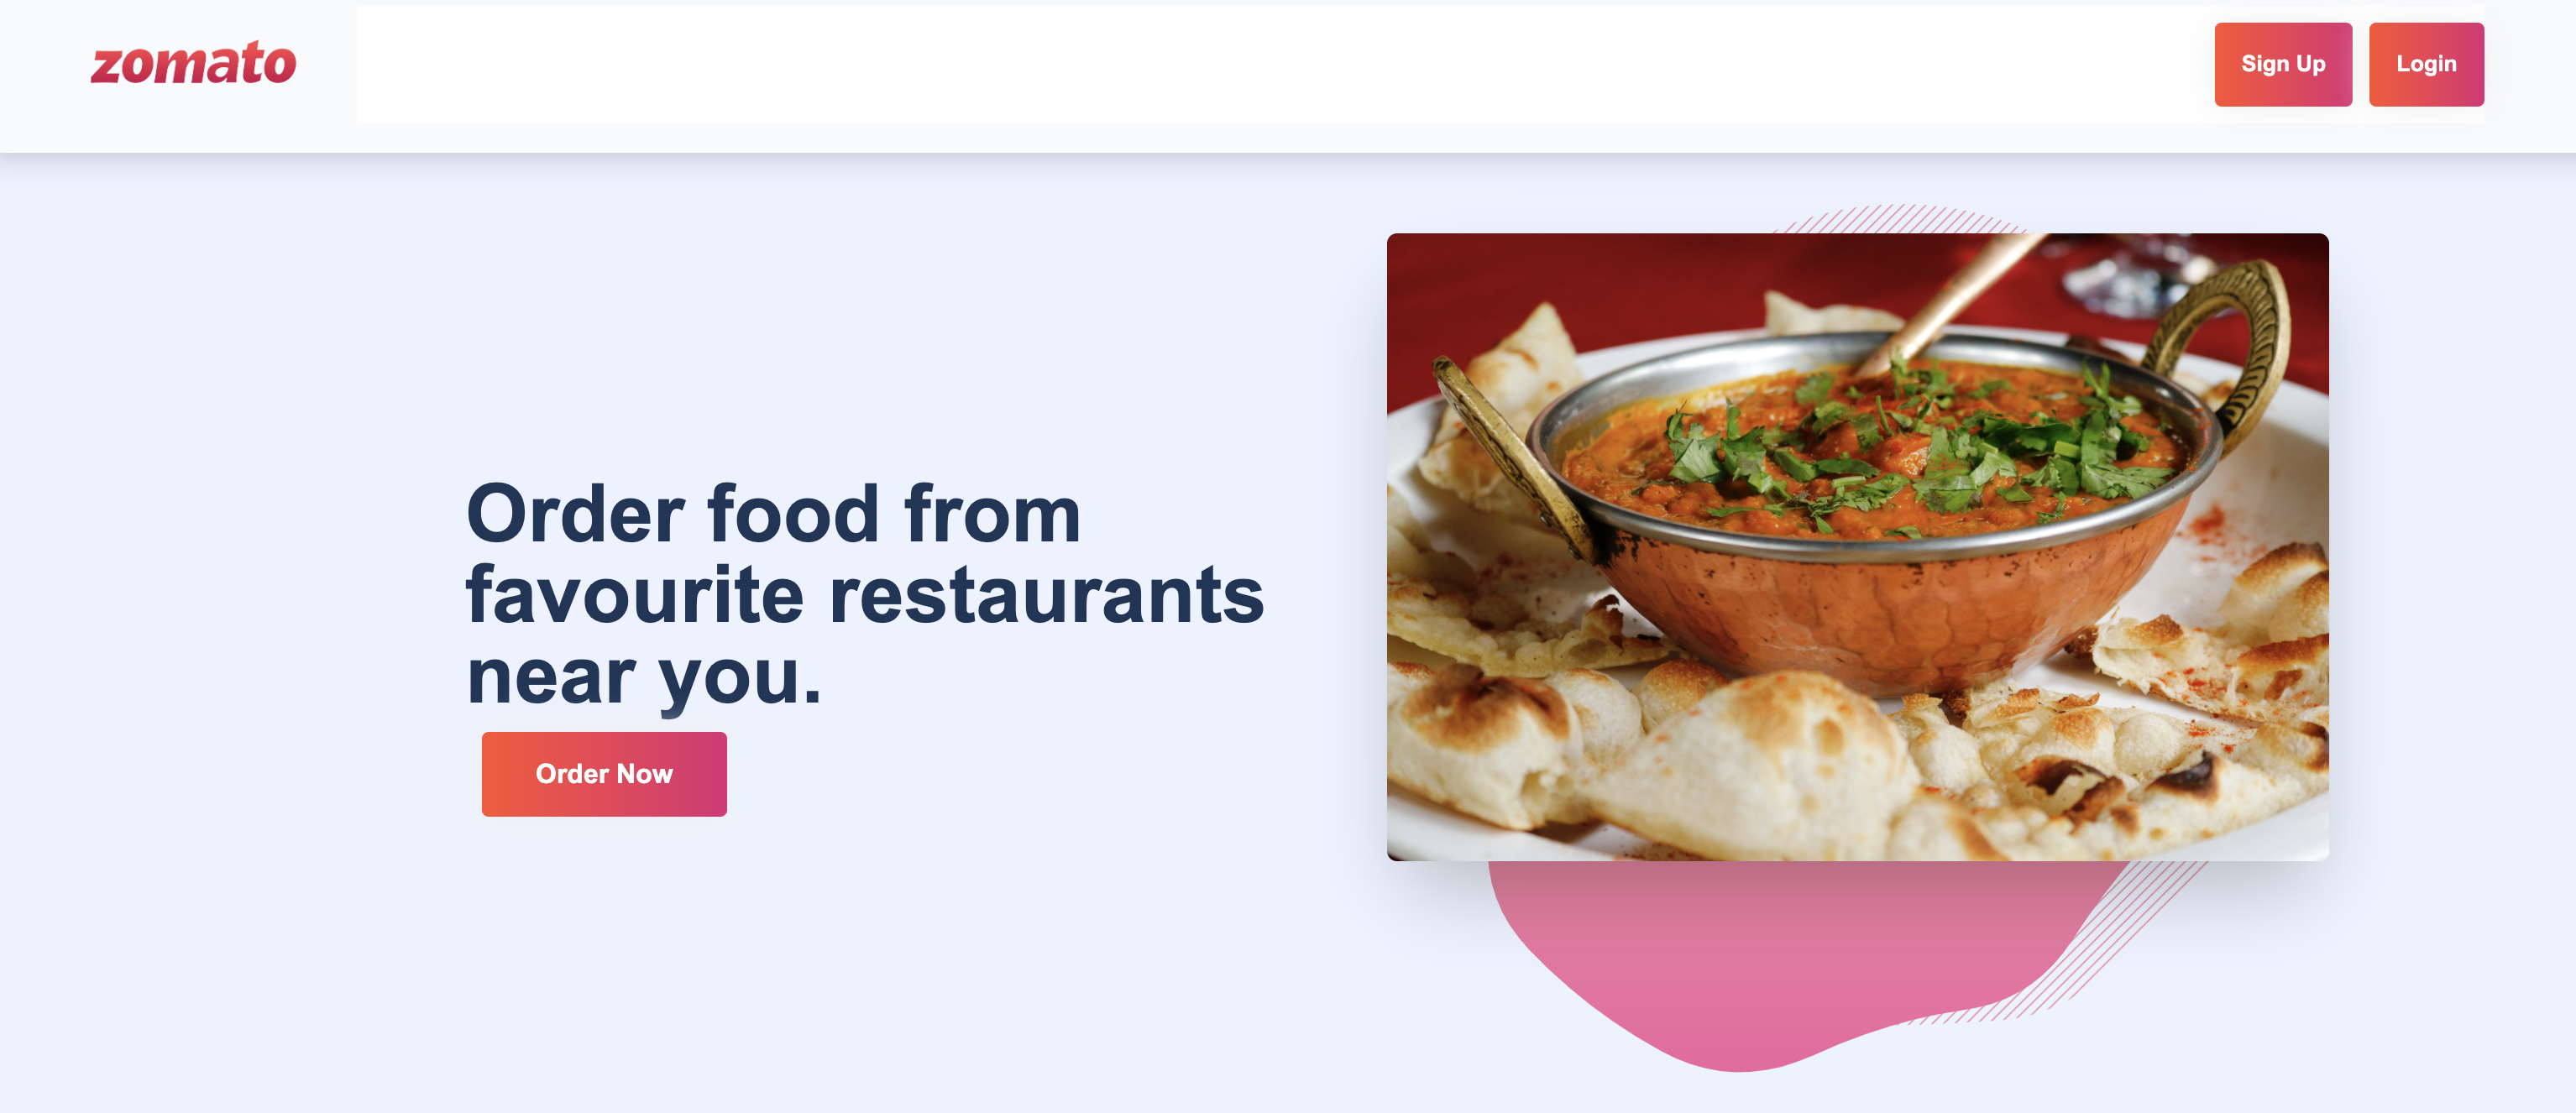 zomato
Sign Up
Login
Order food from
favourite restaurants
near you.
Order Now